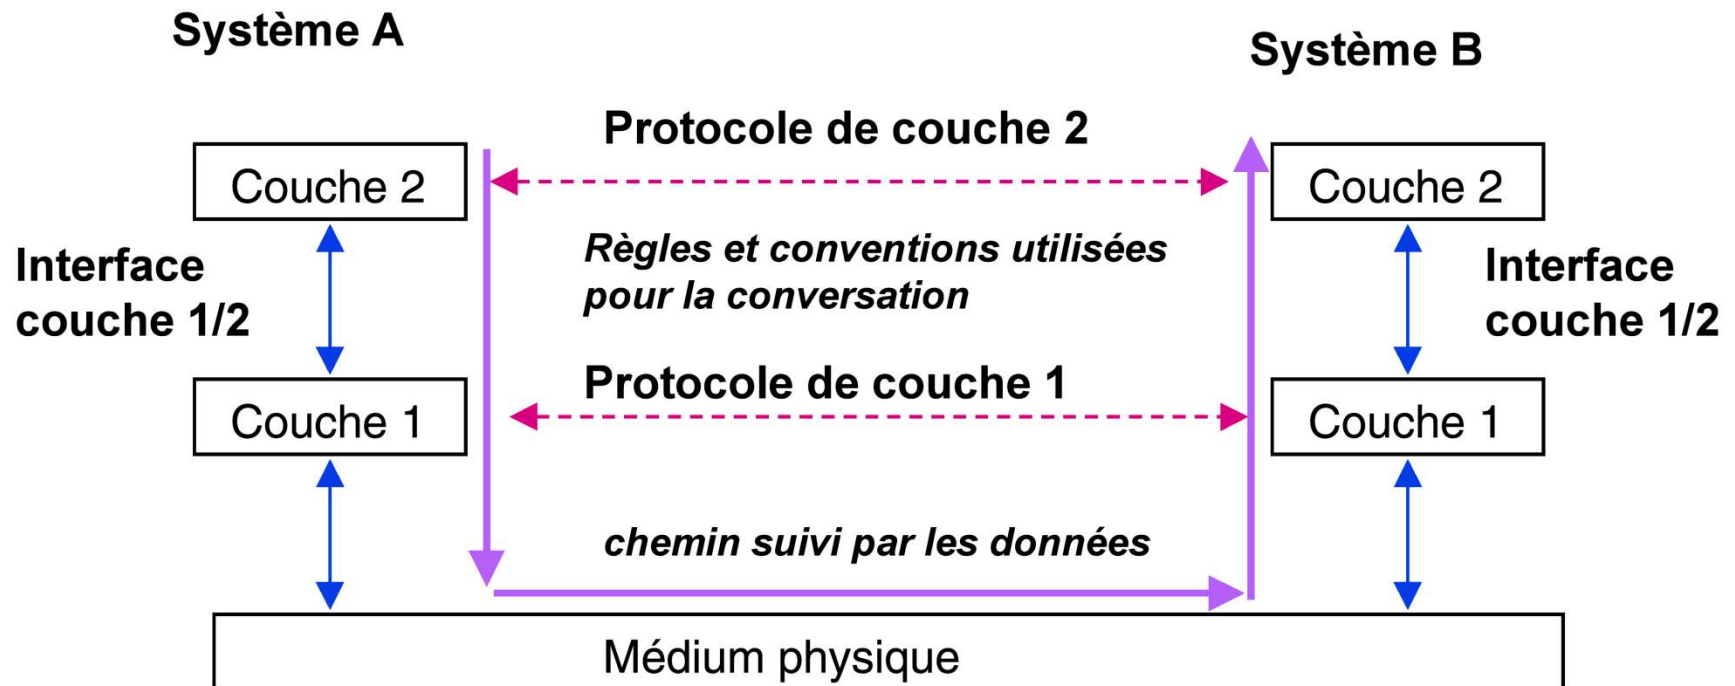 Système A
Système B
Protocole de couche 2
Couche 2
Couche 2
Règles et conventions utilisées
pour la conversation
Interface
couche 1/2
Interface
couche 1/2
Protocole de couche 1
Couche 1
Couche 1
chemin suivi par les données
Médium physique